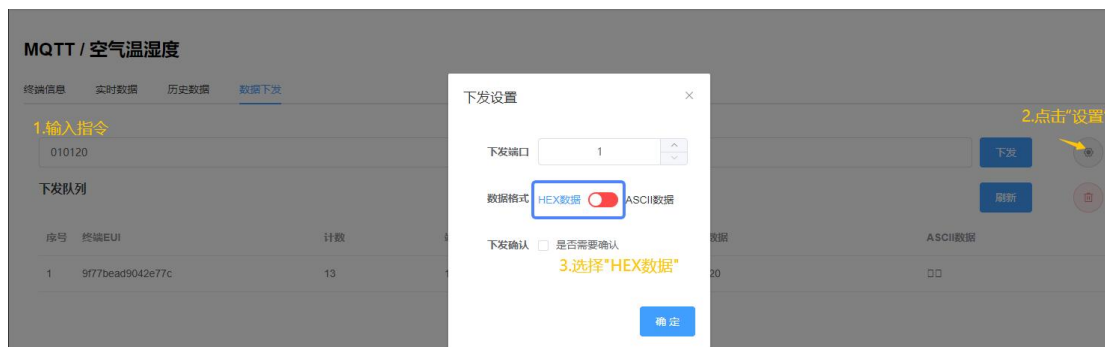 MQTT / 空气温湿度
终端信息 实时数据 历史数据 数据下发
下发设置 ×
1.输入指令
2.点击"设置
010120
下发端口 1
下发
下发队列
刷新
数据格式 HEX数据 ASCII数据
序号 终端EUI 计数 数据 ASCII数据
下发确认 是否需要确认
3.选择"HEX数据"
1 9f77bead9042e77c 13 1 20 □□
确定